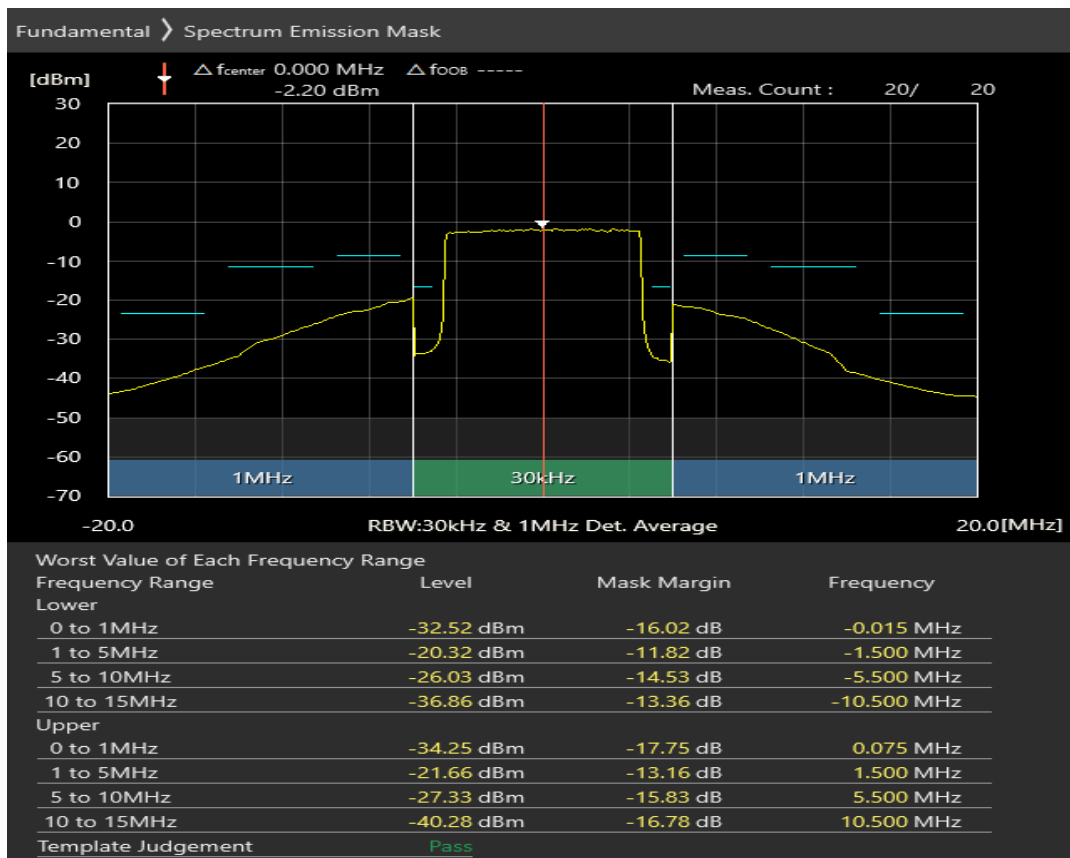 Fundamental ❯ Spectrum Emission Mask
[dBm] △ fcenter 0.000 MHz △ fOOB -----
-2.20 dBm Meas. Count : 20/ 20
30
20
10
0
-10
-20
-30
-40
-50
-60
1MHz 30kHz 1MHz
-70
-20.0 RBW:30kHz & 1MHz Det. Average 20.0[MHz]
Worst Value of Each Frequency Range
Frequency Range Level Mask Margin Frequency
Lower
0 to 1MHz -32.52 dBm -16.02 dB -0.015 MHz
1 to 5MHz -20.32 dBm -11.82 dB -1.500 MHz
5 to 10MHz -26.03 dBm -14.53 dB -5.500 MHz
10 to 15MHz -36.86 dBm -13.36 dB -10.500 MHz
Upper
0 to 1MHz -34.25 dBm -17.75 dB 0.075 MHz
1 to 5MHz -21.66 dBm -13.16 dB 1.500 MHz
5 to 10MHz -27.33 dBm -15.83 dB 5.500 MHz
10 to 15MHz -40.28 dBm -16.78 dB 10.500 MHz
Template Judgement Pass